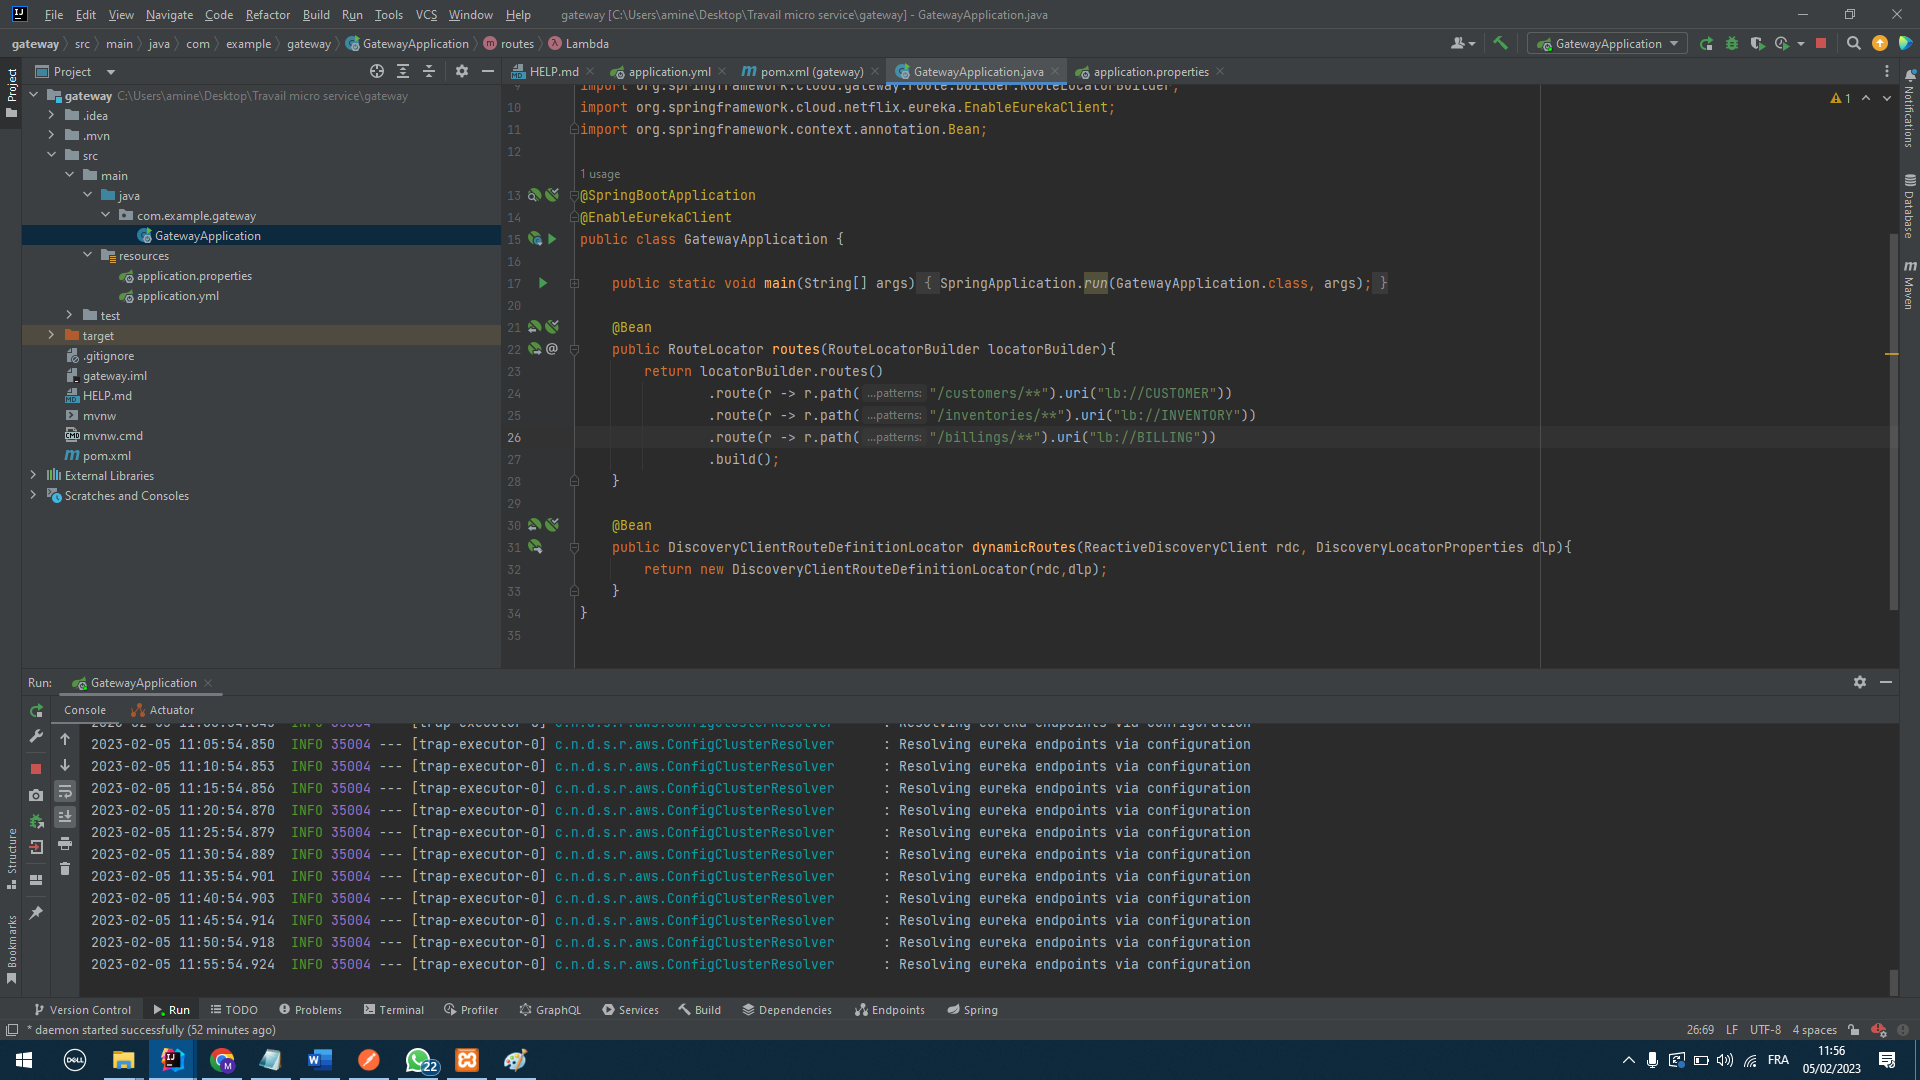 File Edit View Navigate Code Refactor Build Run Tools VCS Window Help gateway [C:\Users\amine\Desktop\Travail micro service\gateway] - GatewayApplication.java
gateway src main java com example gateway GatewayApplication routes Lambda GatewayApplication
Project
HELP.md application.yml pom.xml (gateway) GatewayApplication.java application.properties
gateway C:\Users\amine\Desktop\Travail micro service\gateway
.idea
.mvn
src
main
java
com.example.gateway
GatewayApplication
resources
application.properties
application.yml
test
target
.gitignore
gateway.iml
HELP.md
mvnw
mvnw.cmd
pom.xml
External Libraries
Scratches and Consoles
Project
Structure
Bookmarks
1
9 import org.springframework.cloud.gateway.route.builder.RouteLocatorBuilder;
10 import org.springframework.cloud.netflix.eureka.EnableEurekaClient;
11 import org.springframework.context.annotation.Bean;
12
1 usage
13 @SpringBootApplication
14 @EnableEurekaClient
15 public class GatewayApplication {
16
17 public static void main(String[] args) { SpringApplication.run(GatewayApplication.class, args); }
20
21 @Bean
22 @ public RouteLocator routes(RouteLocatorBuilder locatorBuilder){
23 return locatorBuilder.routes()
24 .route(r -> r.path( ...patterns: "/customers/**").uri("lb://CUSTOMER"))
25 .route(r -> r.path( ...patterns: "/inventories/**").uri("lb://INVENTORY"))
26 .route(r -> r.path( ...patterns: "/billings/**").uri("lb://BILLING"))
27 .build();
28 }
29
30 @Bean
31 public DiscoveryClientRouteDefinitionLocator dynamicRoutes(ReactiveDiscoveryClient rdc, DiscoveryLocatorProperties dlp){
32 return new DiscoveryClientRouteDefinitionLocator(rdc,dlp);
33 }
34 }
35
Notifications
Database
Maven
Run: GatewayApplication
Console Actuator
2023-02-05 11:05:54.850 INFO 35004 --- [trap-executor-0] c.n.d.s.r.aws.ConfigClusterResolver : Resolving eureka endpoints via configuration
2023-02-05 11:10:54.853 INFO 35004 --- [trap-executor-0] c.n.d.s.r.aws.ConfigClusterResolver : Resolving eureka endpoints via configuration
2023-02-05 11:15:54.856 INFO 35004 --- [trap-executor-0] c.n.d.s.r.aws.ConfigClusterResolver : Resolving eureka endpoints via configuration
2023-02-05 11:20:54.870 INFO 35004 --- [trap-executor-0] c.n.d.s.r.aws.ConfigClusterResolver : Resolving eureka endpoints via configuration
2023-02-05 11:25:54.879 INFO 35004 --- [trap-executor-0] c.n.d.s.r.aws.ConfigClusterResolver : Resolving eureka endpoints via configuration
2023-02-05 11:30:54.889 INFO 35004 --- [trap-executor-0] c.n.d.s.r.aws.ConfigClusterResolver : Resolving eureka endpoints via configuration
2023-02-05 11:35:54.901 INFO 35004 --- [trap-executor-0] c.n.d.s.r.aws.ConfigClusterResolver : Resolving eureka endpoints via configuration
2023-02-05 11:40:54.903 INFO 35004 --- [trap-executor-0] c.n.d.s.r.aws.ConfigClusterResolver : Resolving eureka endpoints via configuration
2023-02-05 11:45:54.914 INFO 35004 --- [trap-executor-0] c.n.d.s.r.aws.ConfigClusterResolver : Resolving eureka endpoints via configuration
2023-02-05 11:50:54.918 INFO 35004 --- [trap-executor-0] c.n.d.s.r.aws.ConfigClusterResolver : Resolving eureka endpoints via configuration
2023-02-05 11:55:54.924 INFO 35004 --- [trap-executor-0] c.n.d.s.r.aws.ConfigClusterResolver : Resolving eureka endpoints via configuration
Version Control Run TODO Problems Terminal Profiler GraphQL Services Build Dependencies Endpoints Spring
* daemon started successfully (52 minutes ago) 26:69 LF UTF-8 4 spaces
DELL M 22 FRA 11:56
05/02/2023